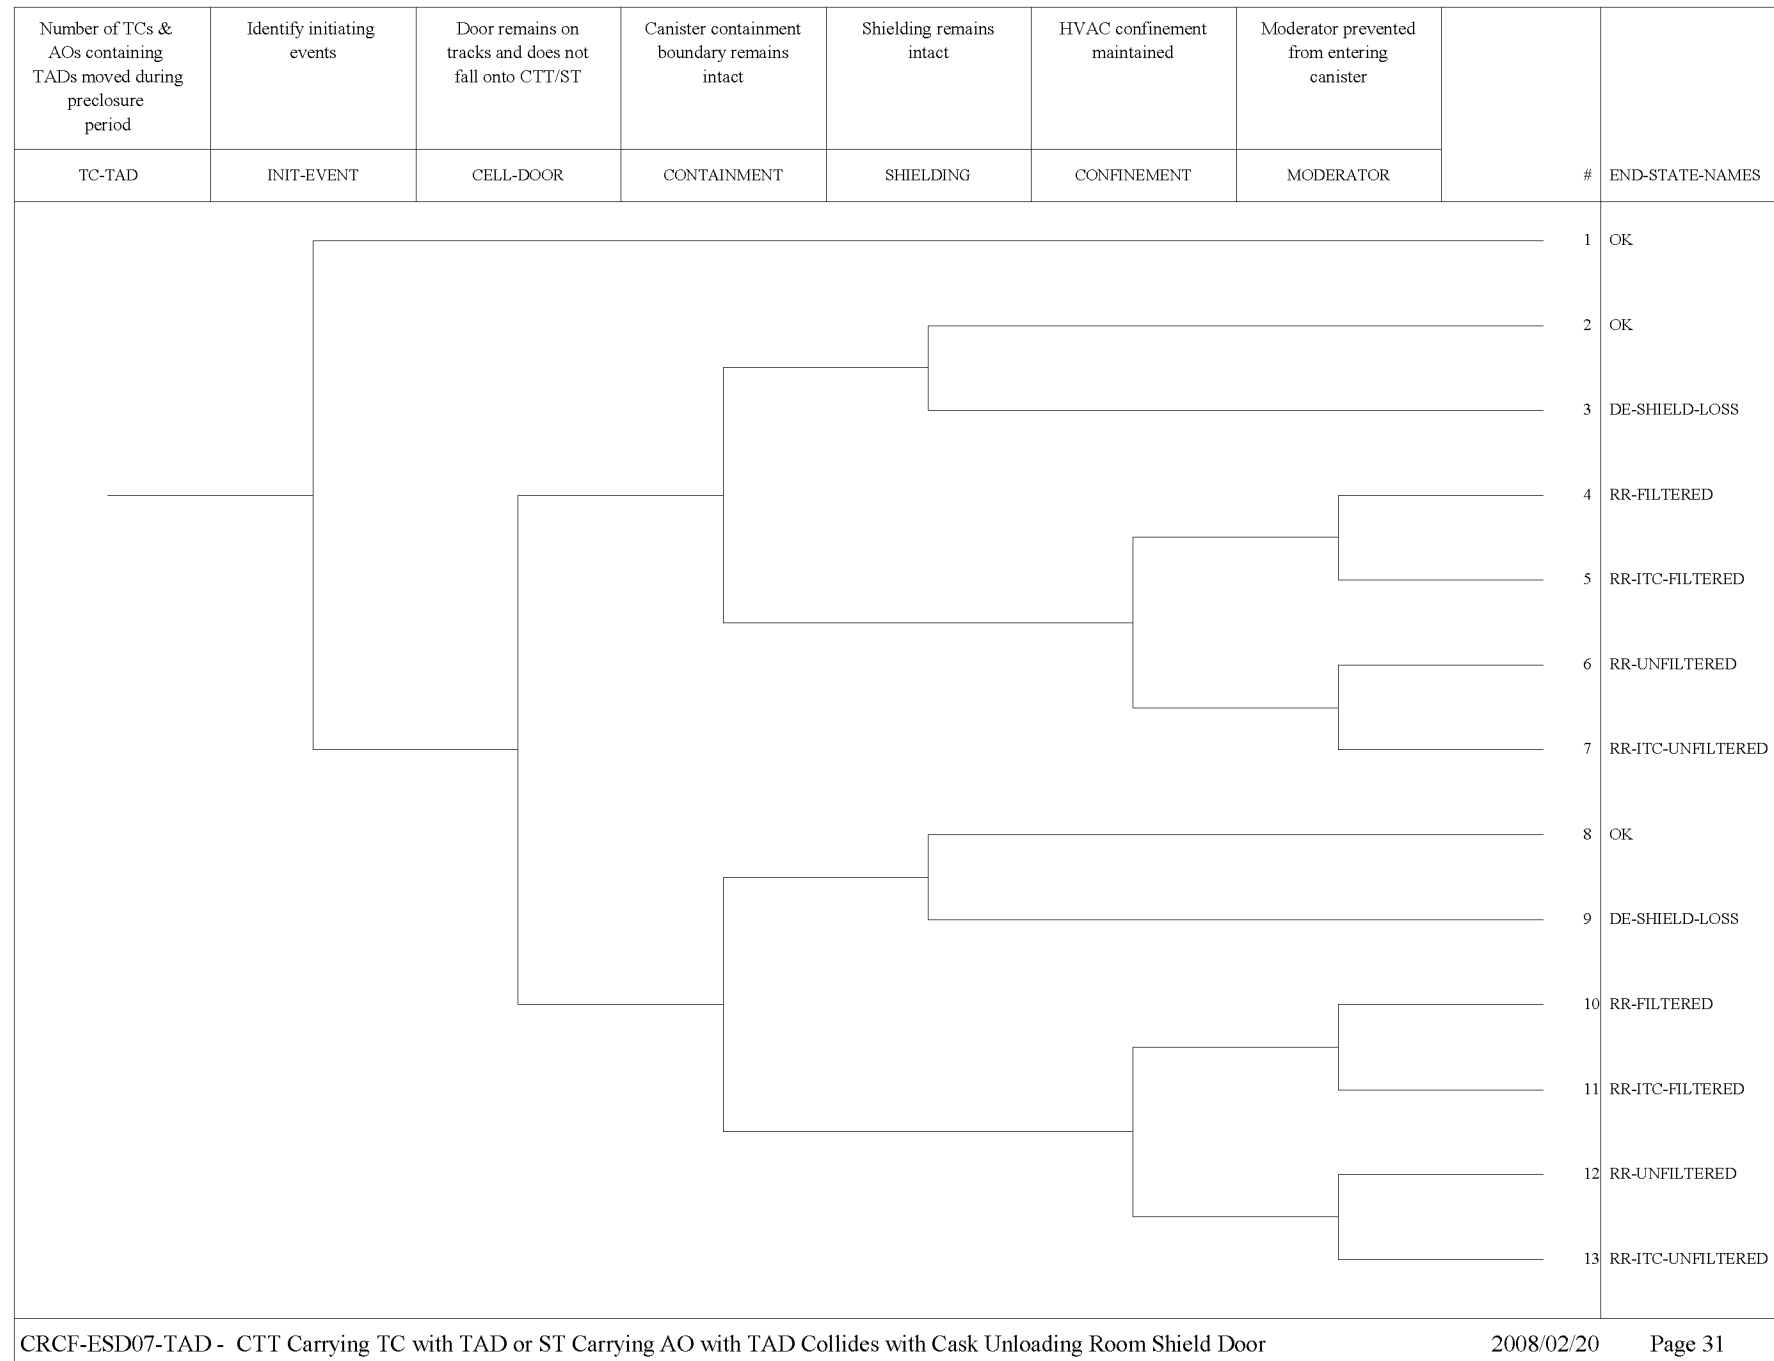 Number of TCs &
AOs containing
TADs moved during
preclosure
period
Identify initiating
events
Door remains on
tracks and does not
fall onto CTT/ST
Canister containment
boundary remains
intact
Shielding remains
intact
HVAC confinement
maintained
Moderator prevented
from entering
canister
TC-TAD INIT-EVENT CELL-DOOR CONTAINMENT SHIELDING CONFINEMENT MODERATOR # END-STATE-NAMES
1 OK
2 OK
3 DE-SHIELD-LOSS
4 RR-FILTERED
5 RR-ITC-FILTERED
6 RR-UNFILTERED
7 RR-ITC-UNFILTERED
8 OK
9 DE-SHIELD-LOSS
10 RR-FILTERED
11 RR-ITC-FILTERED
12 RR-UNFILTERED
13 RR-ITC-UNFILTERED
CRCF-ESD07-TAD - CTT Carrying TC with TAD or ST Carrying AO with TAD Collides with Cask Unloading Room Shield Door 2008/02/20 Page 31